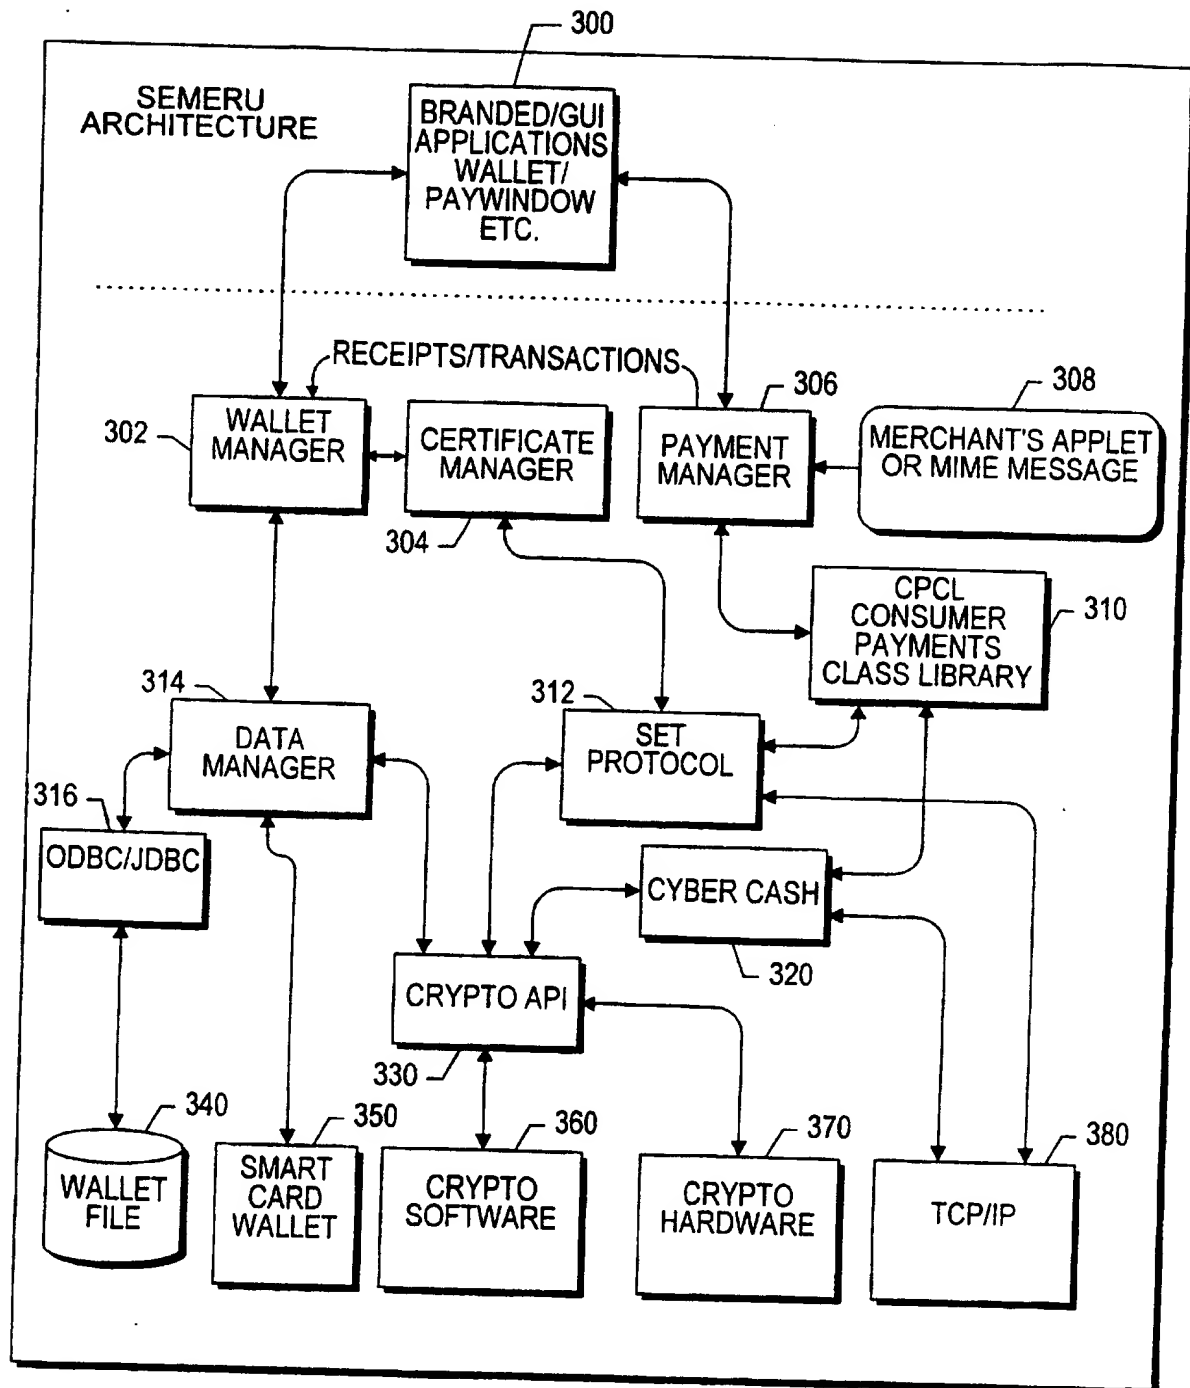 300
SEMERU
ARCHITECTURE
BRANDED/GUI
APPLICATIONS
WALLET/
PAYWINDOW
ETC.
RECEIPTS/TRANSACTIONS
302
WALLET
MANAGER
CERTIFICATE
MANAGER
304
306
PAYMENT
MANAGER
308
MERCHANT'S APPLET
OR MIME MESSAGE
CPCL
CONSUMER
PAYMENTS
CLASS LIBRARY
310
314
DATA
MANAGER
312
SET
PROTOCOL
316
ODBC/JDBC
CYBER CASH
320
CRYPTO API
330
340
WALLET
FILE
350
SMART
CARD
WALLET
360
CRYPTO
SOFTWARE
370
CRYPTO
HARDWARE
380
TCP/IP